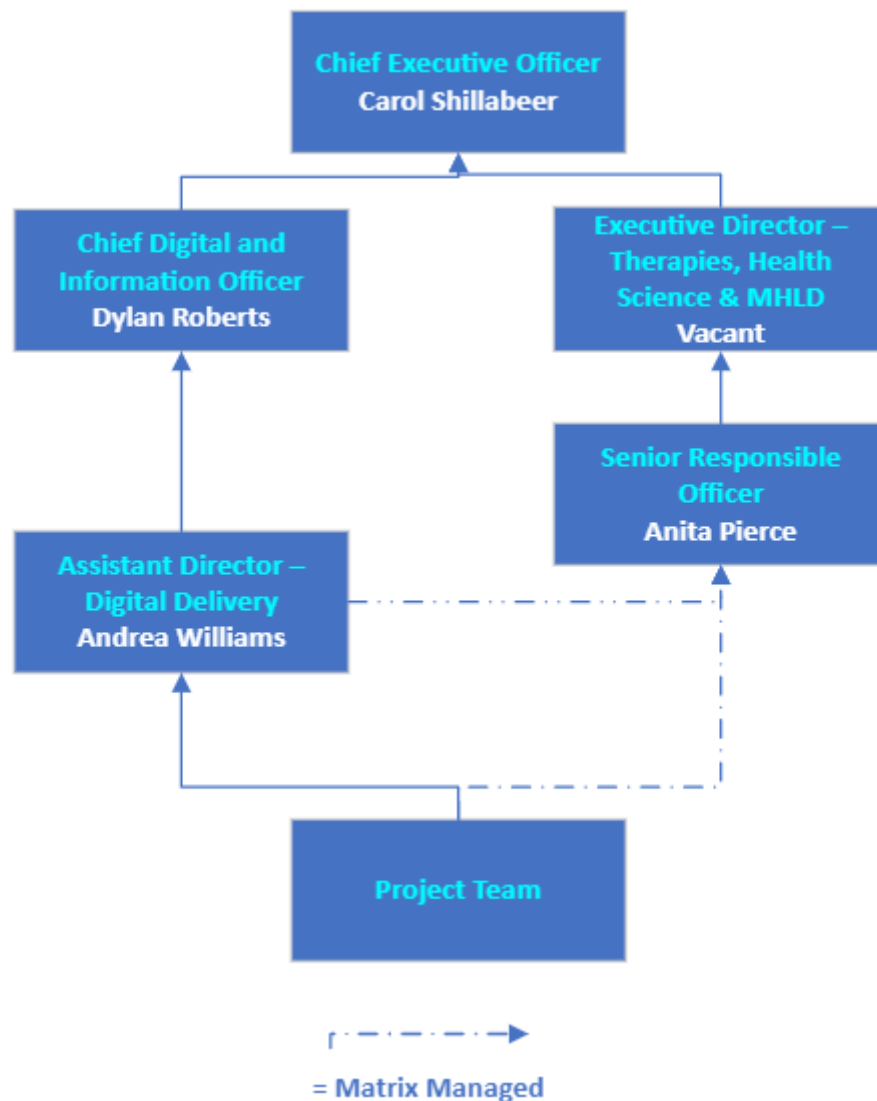 Chief Executive Officer
Carol Shillabeer
Chief Digital and
Information Officer
Dylan Roberts
Executive Director –
Therapies, Health
Science & MHLD
Vacant
Senior Responsible
Officer
Anita Pierce
Assistant Director –
Digital Delivery
Andrea Williams
Project Team
= Matrix Managed